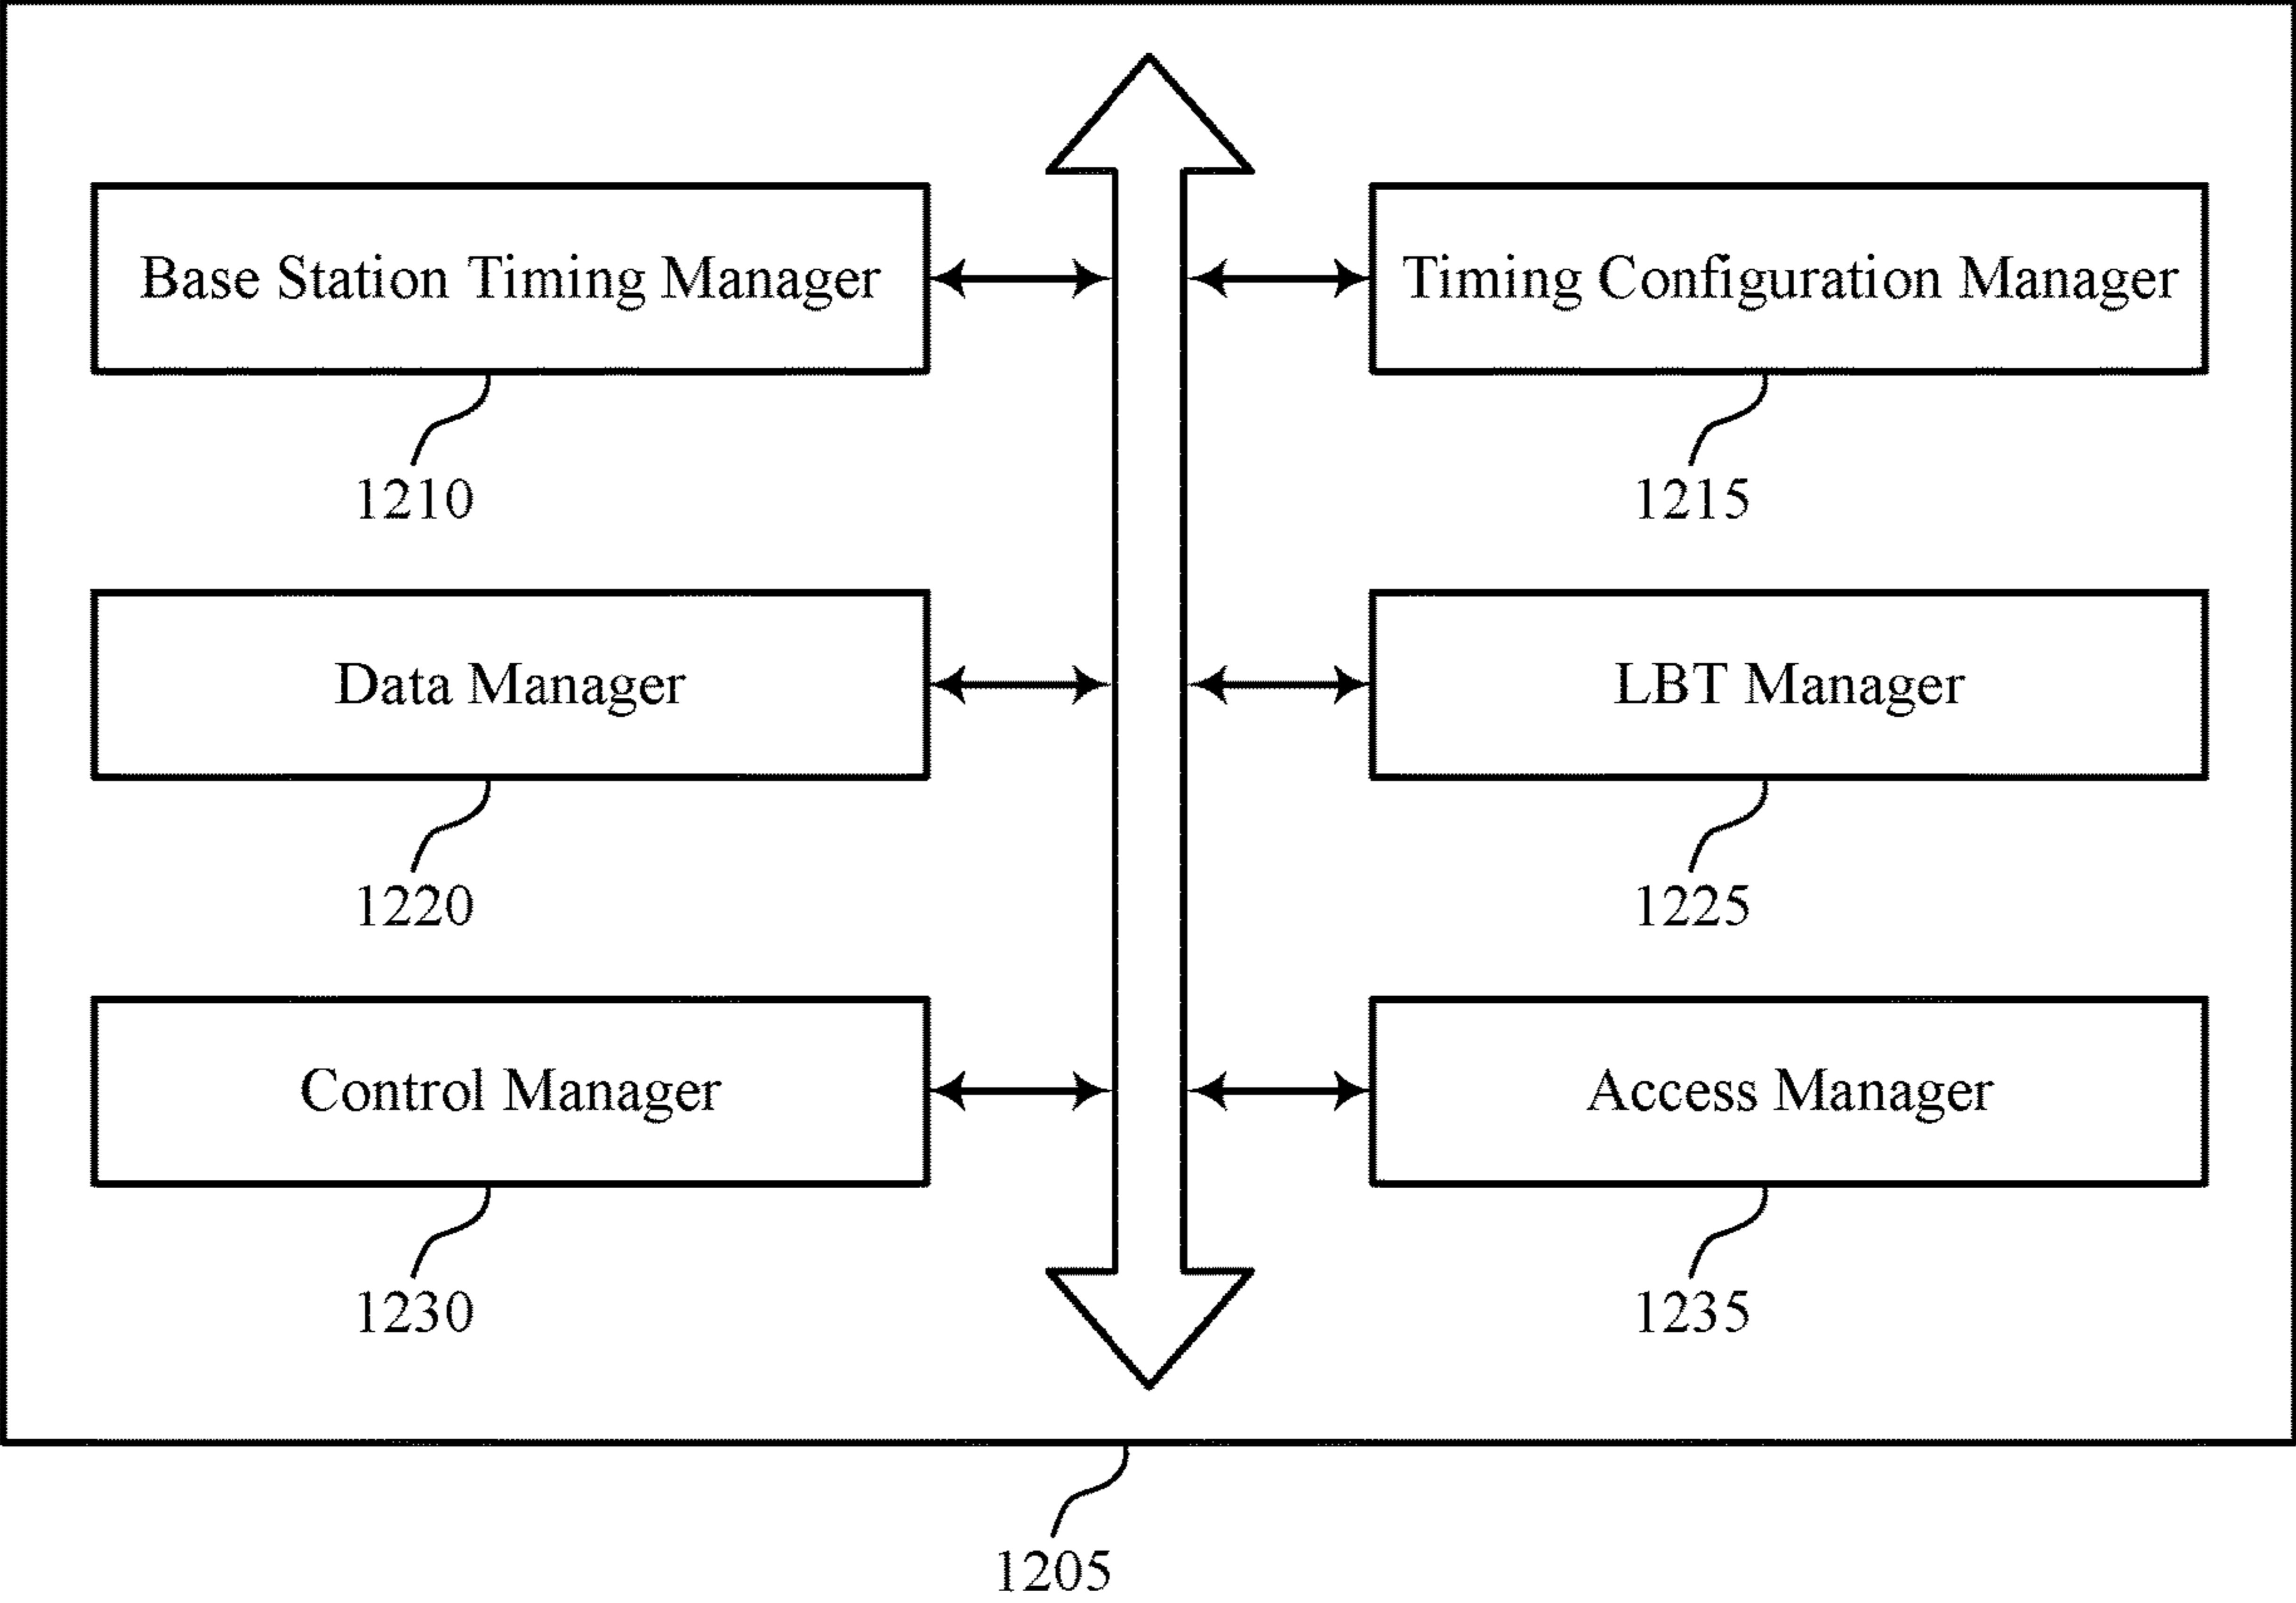 Base Station Timing Manager
Timing Configuration Manager
1210
1215
Data Manager
LBT Manager
1220
1225
Control Manager
Access Manager
1230
1235
1205